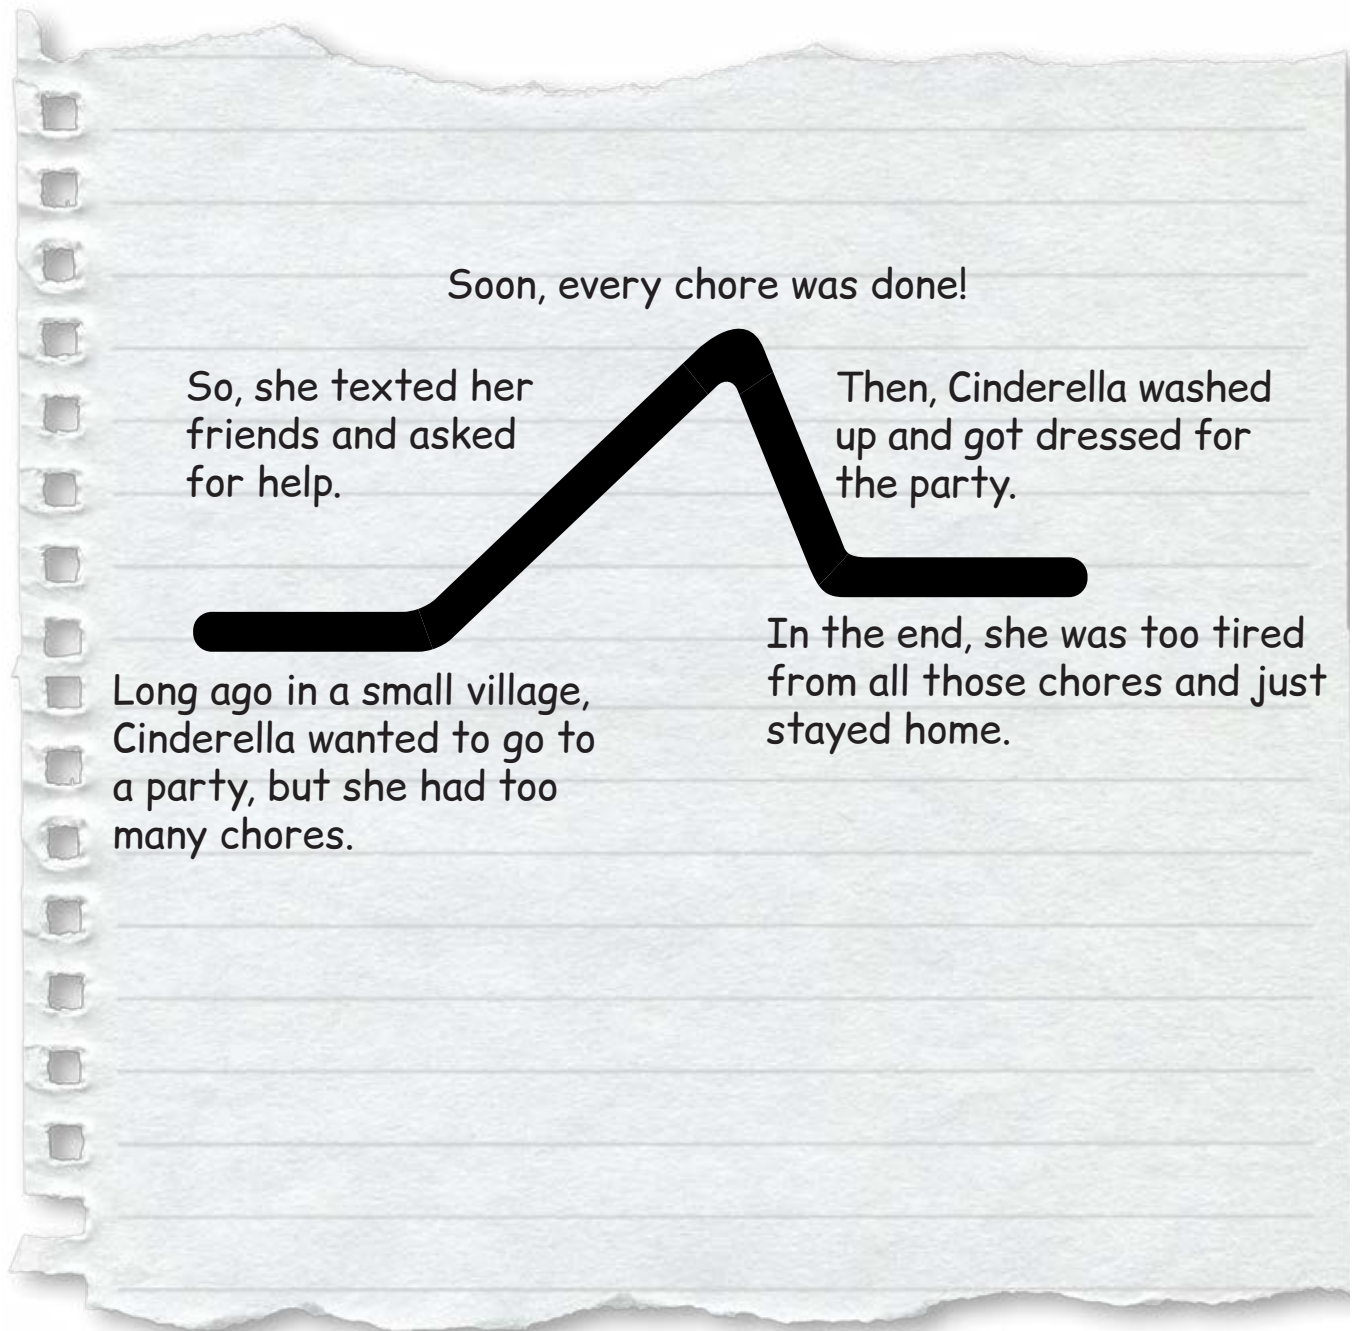 Soon, every chore was done!
So, she texted her
friends and asked
for help.
Then, Cinderella washed
up and got dressed for
the party.
Long ago in a small village,
Cinderella wanted to go to
a party, but she had too
many chores.
In the end, she was too tired
from all those chores and just
stayed home.